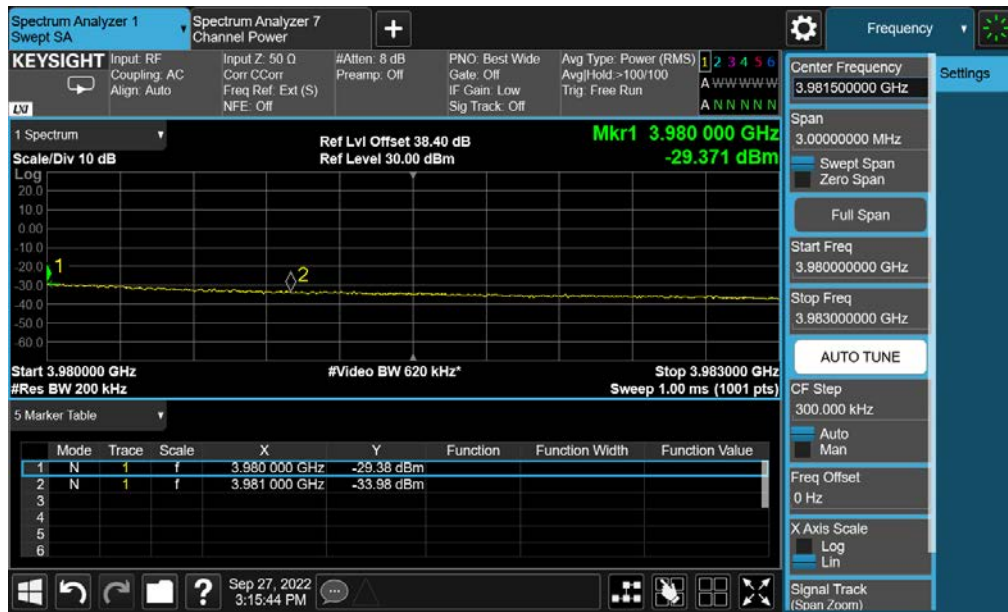 Spectrum Analyzer 1
Swept SA
Spectrum Analyzer 7
Channel Power
+
Frequency
KEYSIGHT
LXI
Input: RF
Coupling: AC
Align: Auto
Input Z: 50 Ω
Corr CCorr
Freq Ref: Ext (S)
NFE: Off
#Atten: 8 dB
Preamp: Off
PNO: Best Wide
Gate: Off
IF Gain: Low
Sig Track: Off
Avg Type: Power (RMS)
Avg|Hold:>100/100
Trig: Free Run
1 2 3 4 5 6
A W W W W W
A N N N N N
1 Spectrum
Scale/Div 10 dB
Ref Lvl Offset 38.40 dB
Ref Level 30.00 dBm
Mkr1 3.980 000 GHz
-29.371 dBm
Log
20.0
10.0
0.00
-10.0
-20.0
-30.0
-40.0
-50.0
-60.0
1
2
Start 3.980000 GHz
#Res BW 200 kHz
#Video BW 620 kHz*
Stop 3.983000 GHz
Sweep 1.00 ms (1001 pts)
5 Marker Table
Mode Trace Scale X Y Function Function Width Function Value
1 N 1 f 3.980 000 GHz -29.38 dBm
2 N 1 f 3.981 000 GHz -33.98 dBm
3
4
5
6
?
Sep 27, 2022
3:15:44 PM
Center Frequency
3.981500000 GHz
Settings
Span
3.00000000 MHz
Swept Span
Zero Span
Full Span
Start Freq
3.980000000 GHz
Stop Freq
3.983000000 GHz
AUTO TUNE
CF Step
300.000 kHz
Auto
Man
Freq Offset
0 Hz
X Axis Scale
Log
Lin
Signal Track
(Span Zoom)